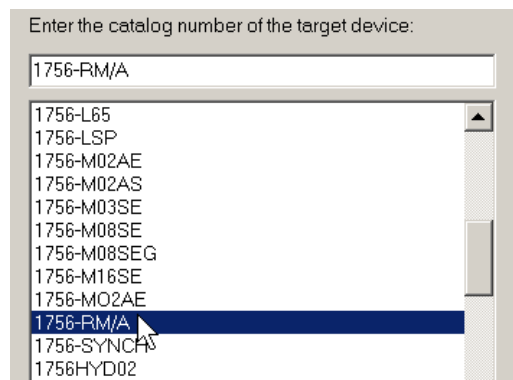 Enter the catalog number of the target device:
1756-RM/A
1756-L65
1756-LSP
1756-M02AE
1756-M02AS
1756-M03SE
1756-M08SE
1756-M08SEG
1756-M16SE
1756-MO2AE
1756-RM/A
1756-SYNCH
1756HYD02